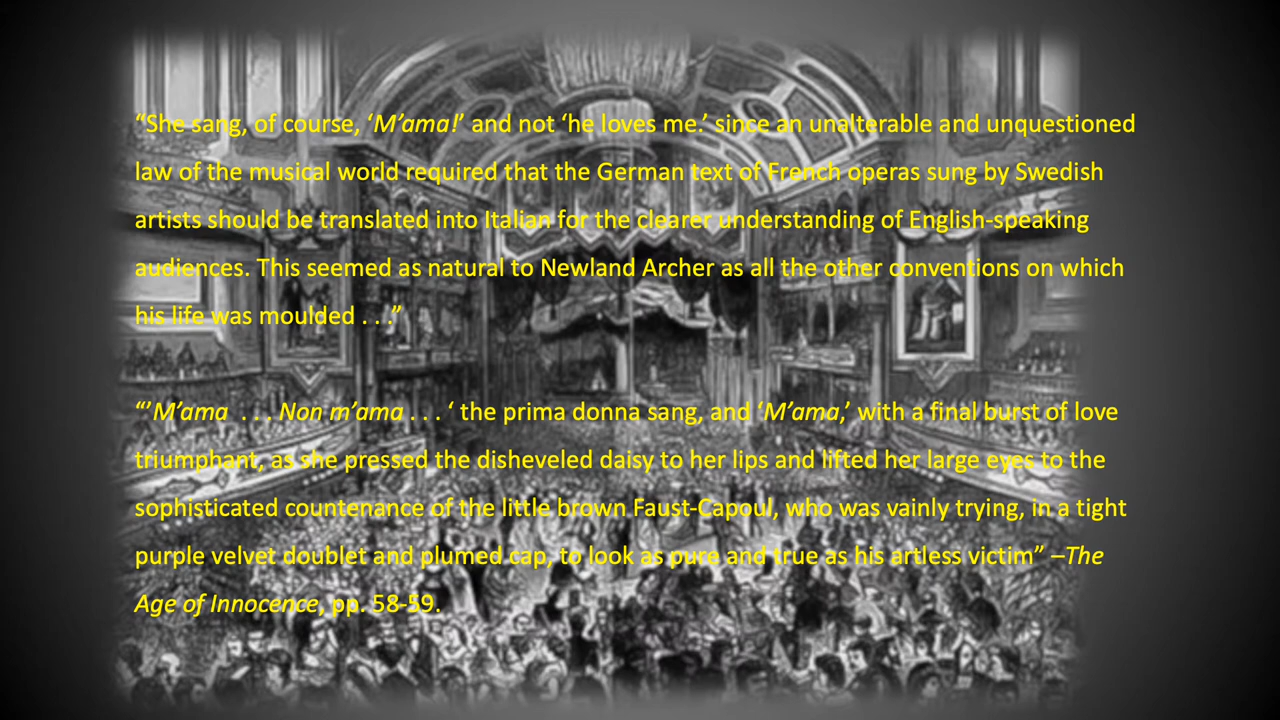 “She sang, of course, ‘M’ama!’ and not ‘he loves me.’ since an unalterable and unquestioned
law of the musical world required that the German text of French operas sung by Swedish
artists should be translated into Italian for the clearer understanding of English-speaking
audiences. This seemed as natural to Newland Archer as all the other conventions on which
his life was moulded . . .”
“’M’ama . . . Non m’ama . . . ‘ the prima donna sang, and ‘M’ama,’ with a final burst of love
triumphant, as she pressed the disheveled daisy to her lips and lifted her large eyes to the
sophisticated countenance of the little brown Faust-Capoul, who was vainly trying, in a tight
purple velvet doublet and plumed cap, to look as pure and true as his artless victim” –The
Age of Innocence, pp. 58-59.